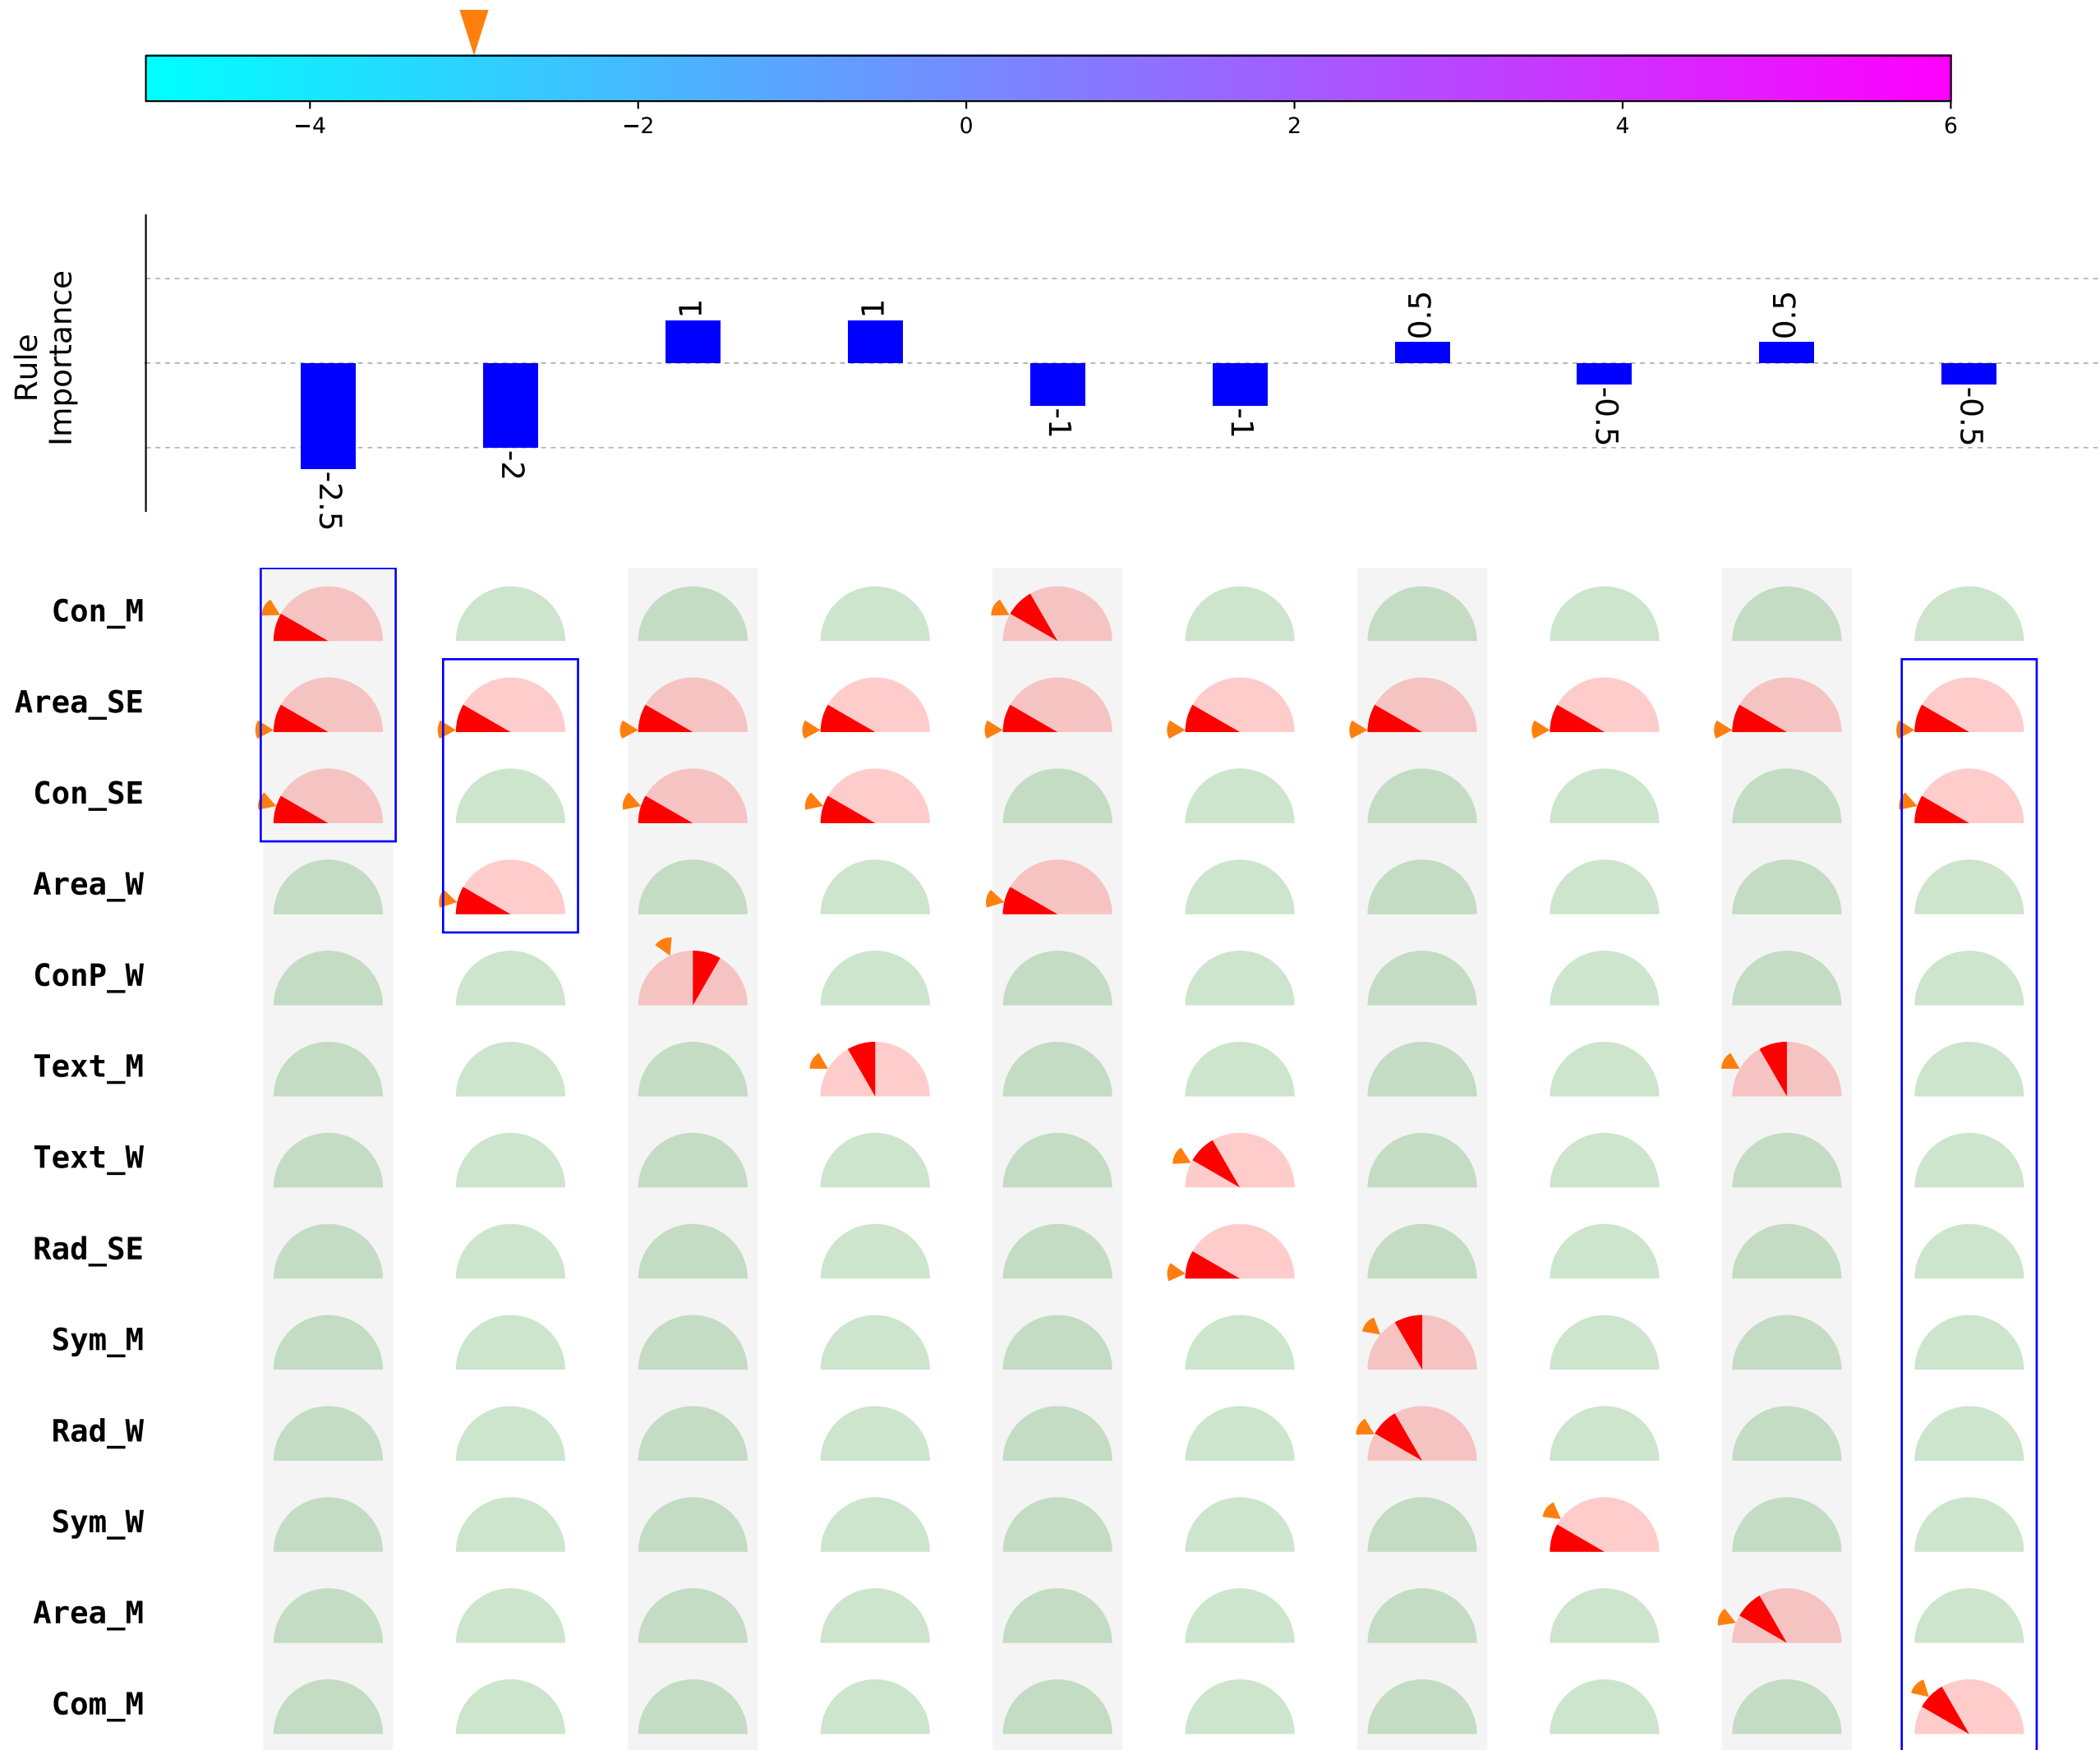 −4
−2
0
2
4
6
Rule
Importance
-2.5
-2
1
1
-1
-1
0.5
-0.5
0.5
-0.5
Con_M
Area_SE
Con_SE
Area_W
ConP_W
Text_M
Text_W
Rad_SE
Sym_M
Rad_W
Sym_W
Area_M
Com_M